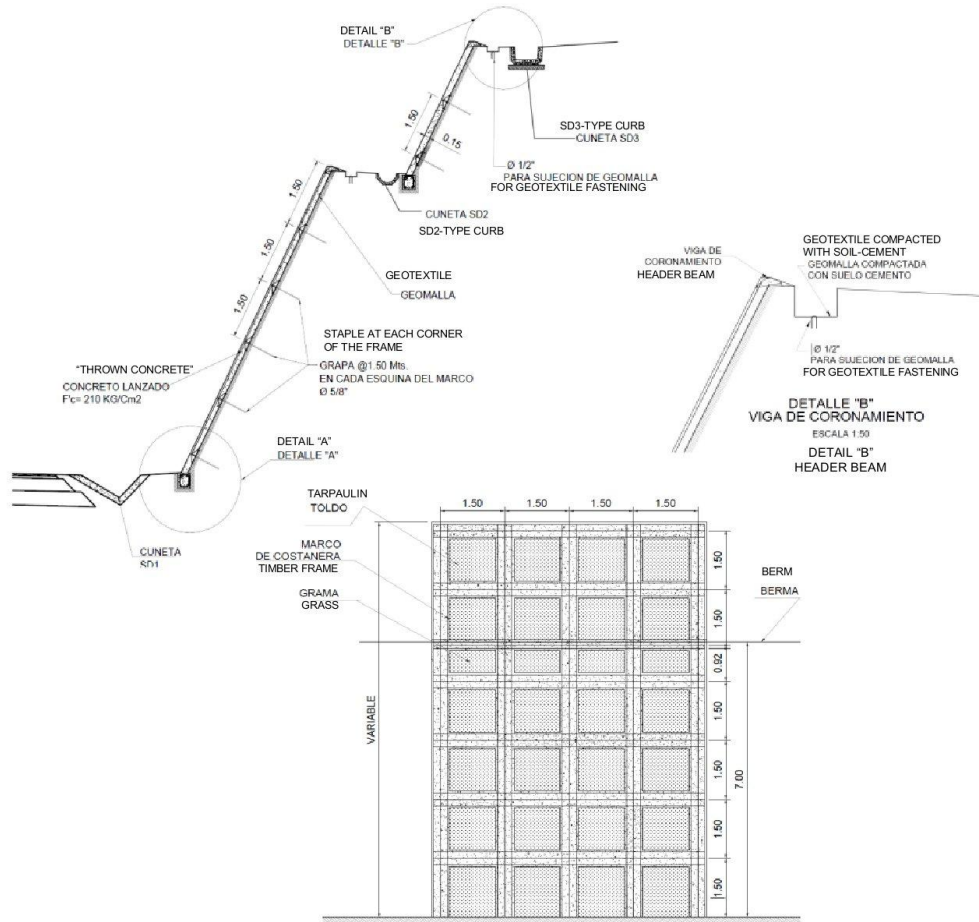 DETAIL "B"
DETALLE "B"
1.50
0.15
SD3-TYPE CURB
CUNETA SD3
Ø 1/2"
PARA SUJECION DE GEOMALLA
FOR GEOTEXTILE FASTENING
1.50
1.50
1.50
CUNETA SD2
SD2-TYPE CURB
GEOTEXTILE
GEOMALLA
STAPLE AT EACH CORNER
OF THE FRAME
GRAPA @1.50 Mts.
EN CADA ESQUINA DEL MARCO
Ø 5/8"
"THROWN CONCRETE"
CONCRETO LANZADO
F'c= 210 KG/Cm2
DETAIL "A"
DETALLE "A"
CUNETA
SD1
VIGA DE
CORONAMIENTO
HEADER BEAM
GEOTEXTILE COMPACTED
WITH SOIL-CEMENT
GEOMALLA COMPACTADA
CON SUELO CEMENTO
Ø 1/2"
PARA SUJECION DE GEOMALLA
FOR GEOTEXTILE FASTENING
DETALLE "B"
VIGA DE CORONAMIENTO
ESCALA 1:50
DETAIL "B"
HEADER BEAM
TARPAULIN
TOLDO
MARCO
DE COSTANERA
TIMBER FRAME
GRAMA
GRASS
VARIABLE
1.50 1.50 1.50 1.50
1.50
1.50
BERM
BERMA
0.92
1.50
1.50
1.50
1.50
7.00